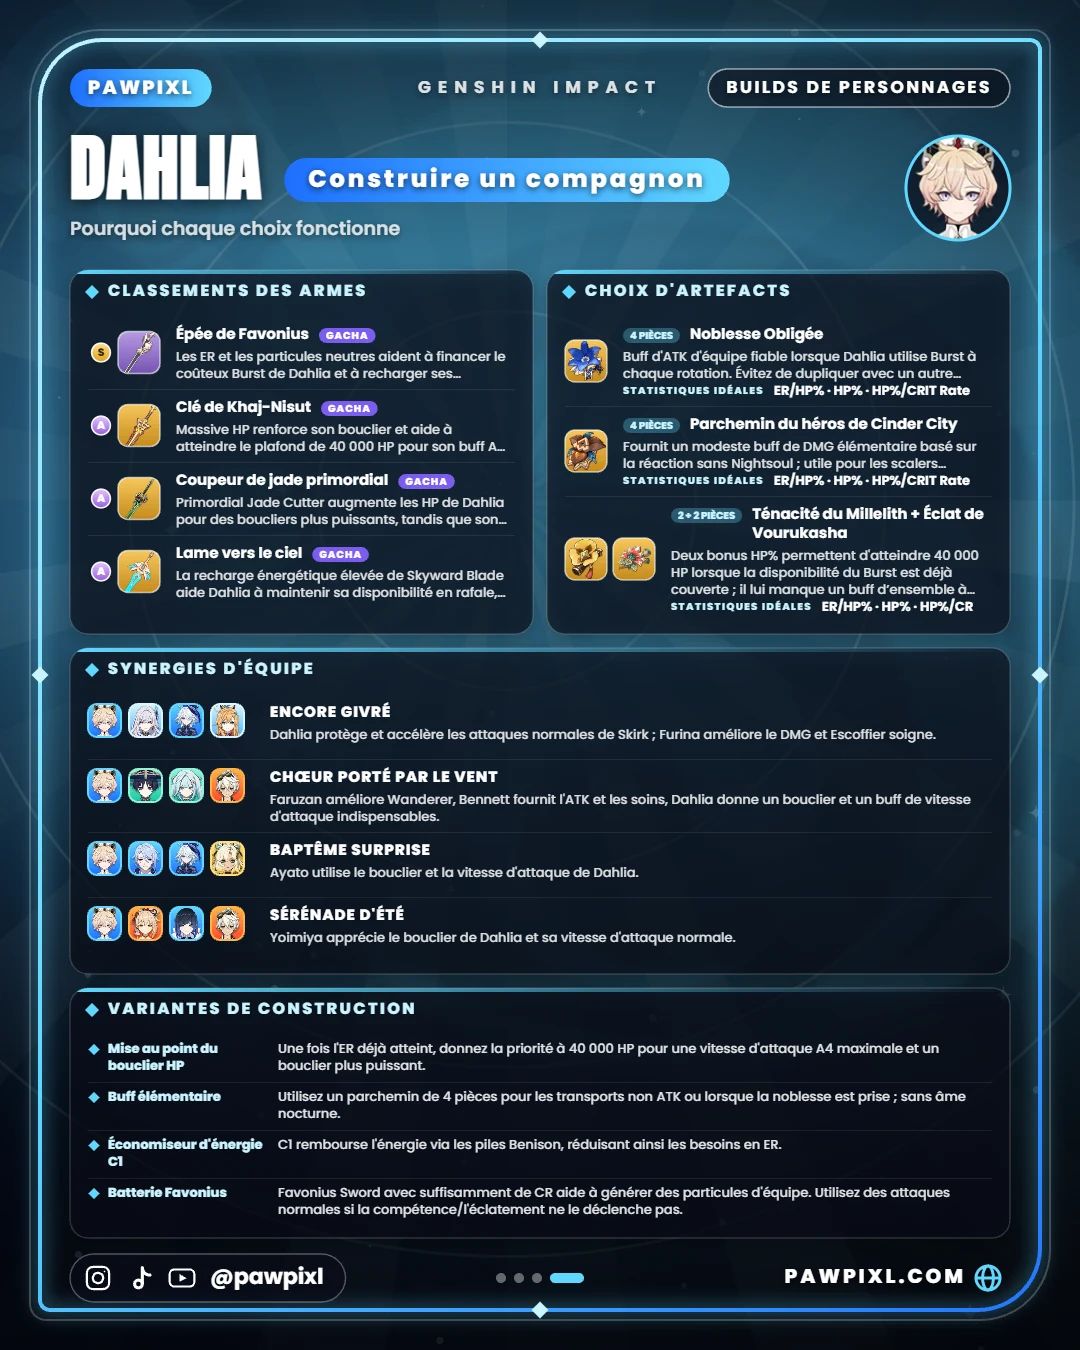 PAWPIXL
GENSHIN IMPACT
BUILDS DE PERSONNAGES
DAHLIA
Construire un compagnon
Pourquoi chaque choix fonctionne
CLASSEMENTS DES ARMES
S
Épée de Favonius GACHA
Les ER et les particules neutres aident à financer le
coûteux Burst de Dahlia et à recharger ses...
A
Clé de Khaj-Nisut GACHA
Massive HP renforce son bouclier et aide à
atteindre le plafond de 40 000 HP pour son buff A...
A
Coupeur de jade primordial GACHA
Primordial Jade Cutter augmente les HP de Dahlia
pour des boucliers plus puissants, tandis que son...
A
Lame vers le ciel GACHA
La recharge énergétique élevée de Skyward Blade
aide Dahlia à maintenir sa disponibilité en rafale,...
CHOIX D'ARTEFACTS
4 PIÈCES Noblesse Obligée
Buff d'ATK d'équipe fiable lorsque Dahlia utilise Burst à
chaque rotation. Évitez de dupliquer avec un autre...
STATISTIQUES IDÉALES ER/HP% · HP% · HP%/CRIT Rate
4 PIÈCES Parchemin du héros de Cinder City
Fournit un modeste buff de DMG élémentaire basé sur
la réaction sans Nightsoul ; utile pour les scalers...
STATISTIQUES IDÉALES ER/HP% · HP% · HP%/CRIT Rate
2 + 2 PIÈCES Ténacité du Millelith + Éclat de
Vourukasha
Deux bonus HP% permettent d'atteindre 40 000
HP lorsque la disponibilité du Burst est déjà
couverte ; il lui manque un buff d'ensemble à...
STATISTIQUES IDÉALES ER/HP% · HP% · HP%/CR
SYNERGIES D'ÉQUIPE
ENCORE GIVRÉ
Dahlia protège et accélère les attaques normales de Skirk ; Furina améliore le DMG et Escoffier soigne.
CHŒUR PORTÉ PAR LE VENT
Faruzan améliore Wanderer, Bennett fournit l'ATK et les soins, Dahlia donne un bouclier et un buff de vitesse
d'attaque indispensables.
BAPTÊME SURPRISE
Ayato utilise le bouclier et la vitesse d'attaque de Dahlia.
SÉRÉNADE D'ÉTÉ
Yoimiya apprécie le bouclier de Dahlia et sa vitesse d'attaque normale.
VARIANTES DE CONSTRUCTION
Mise au point du
bouclier HP
Une fois l'ER déjà atteint, donnez la priorité à 40 000 HP pour une vitesse d'attaque A4 maximale et un
bouclier plus puissant.
Buff élémentaire
Utilisez un parchemin de 4 pièces pour les transports non ATK ou lorsque la noblesse est prise ; sans âme
nocturne.
Économiseur d'énergie
C1
C1 rembourse l'énergie via les piles Benison, réduisant ainsi les besoins en ER.
Batterie Favonius
Favonius Sword avec suffisamment de CR aide à générer des particules d'équipe. Utilisez des attaques
normales si la compétence/l'éclatement ne le déclenche pas.
@pawpixl
PAWPIXL.COM